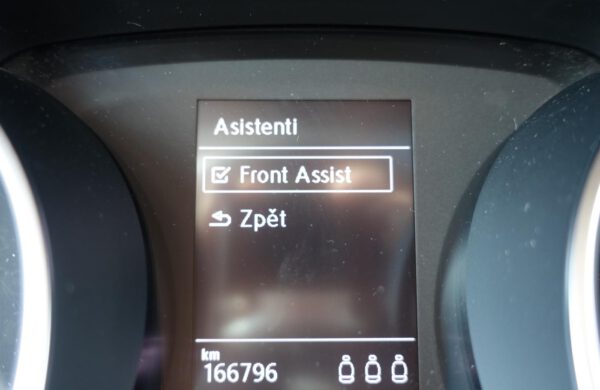 Asistenti
Front Assist
Zpět
km
166796